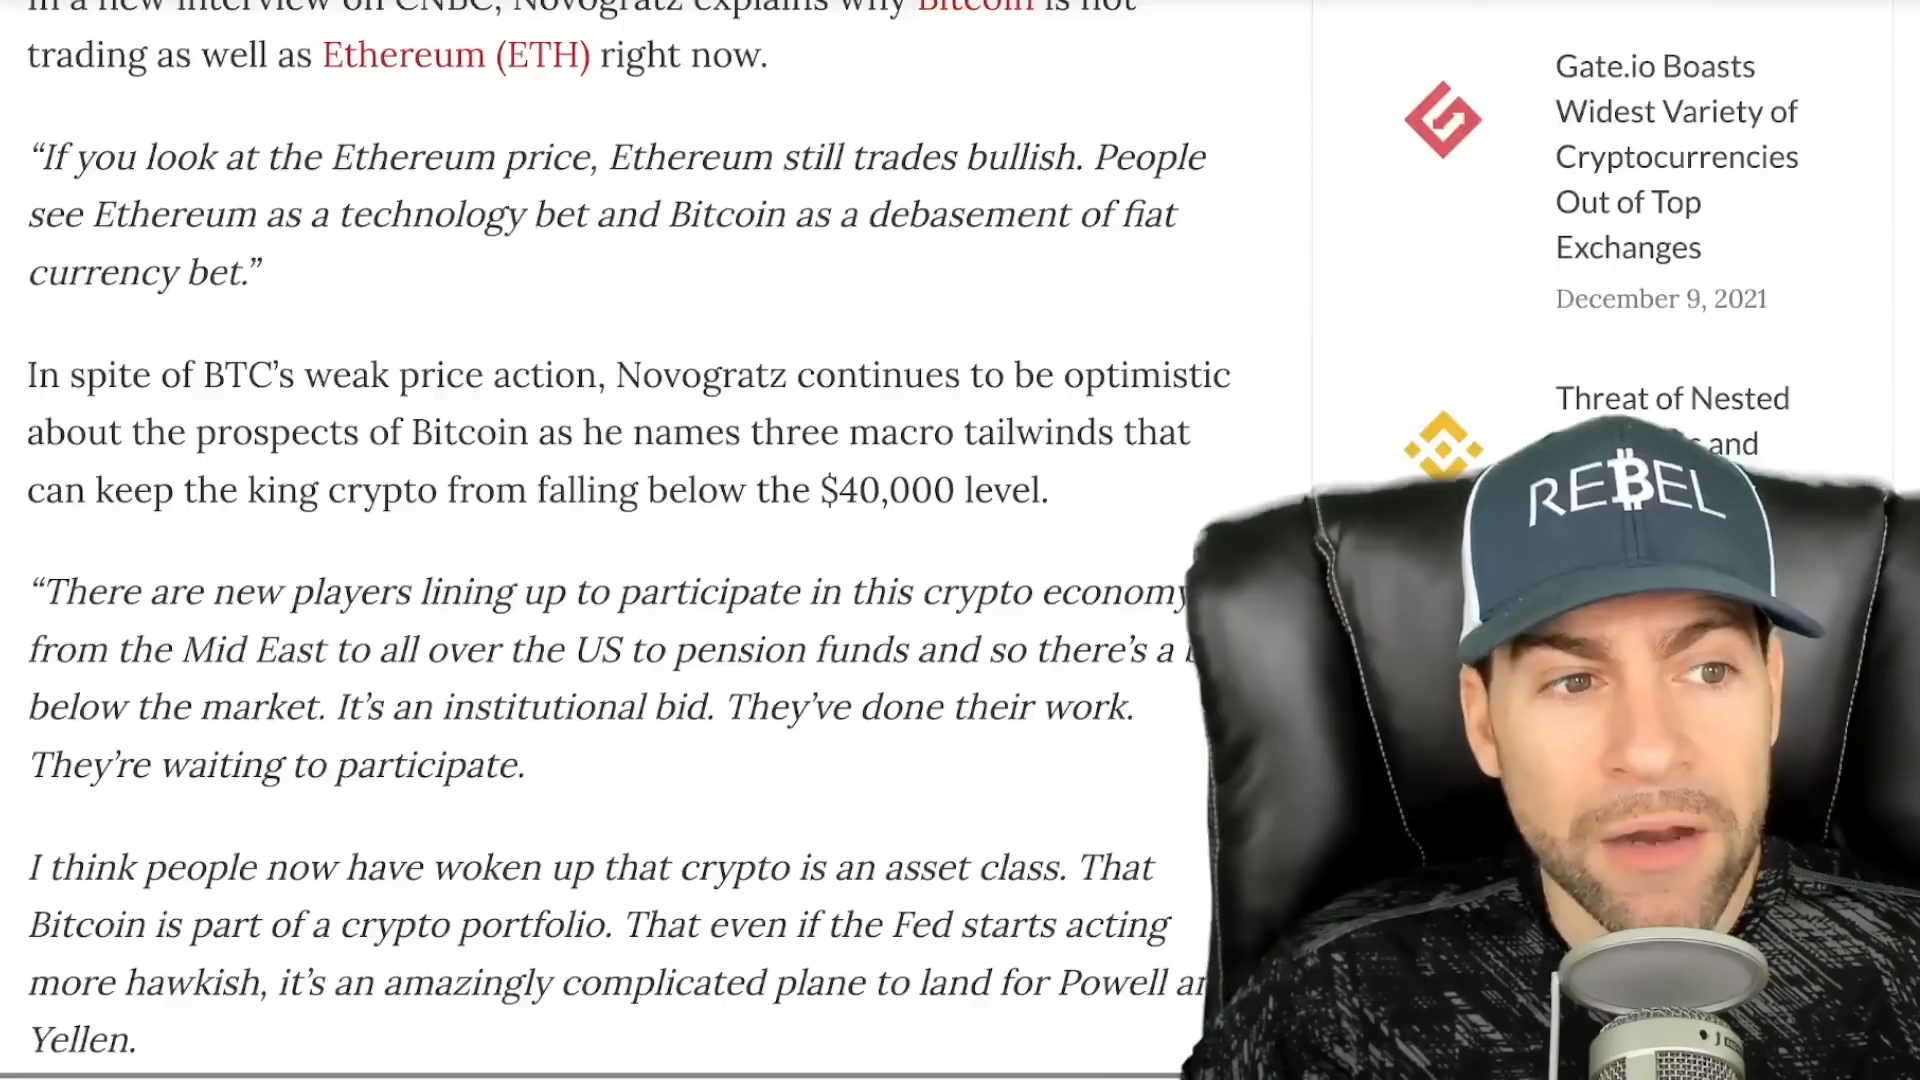 In a new interview on CNBC, Novogratz explains why Bitcoin is not
trading as well as Ethereum (ETH) right now.
“If you look at the Ethereum price, Ethereum still trades bullish. People
see Ethereum as a technology bet and Bitcoin as a debasement of fiat
currency bet.”
In spite of BTC’s weak price action, Novogratz continues to be optimistic
about the prospects of Bitcoin as he names three macro tailwinds that
can keep the king crypto from falling below the $40,000 level.
“There are new players lining up to participate in this crypto economy
from the Mid East to all over the US to pension funds and so there’s a
below the market. It’s an institutional bid. They’ve done their work.
They’re waiting to participate.
I think people now have woken up that crypto is an asset class. That
Bitcoin is part of a crypto portfolio. That even if the Fed starts acting
more hawkish, it’s an amazingly complicated plane to land for Powell
Yellen.
Gate.io Boasts
Widest Variety of
Cryptocurrencies
Out of Top
Exchanges
December 9, 2021
Threat of Nested
and
REBEL